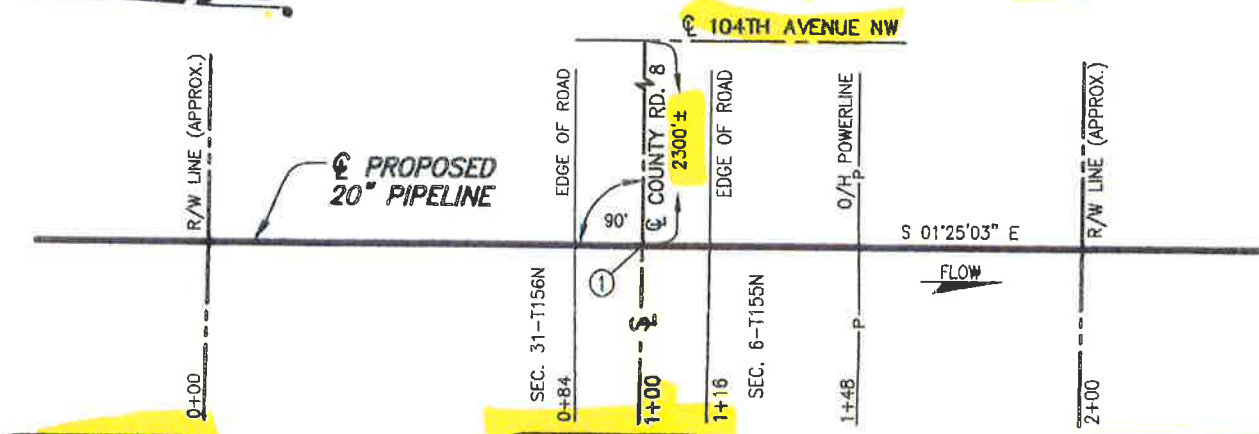 ℄ 104TH AVENUE NW
R/W LINE (APPROX.)
℄ PROPOSED
20" PIPELINE
EDGE OF ROAD
90'
℄ COUNTY RD. 8
2300'±
EDGE OF ROAD
O/H POWERLINE
P
S 01°25'03" E
R/W LINE (APPROX.)
FLOW
1
0+00
SEC. 31-T156N
0+84
1+00
1+16
SEC. 6-T155N
P
1+48
2+00